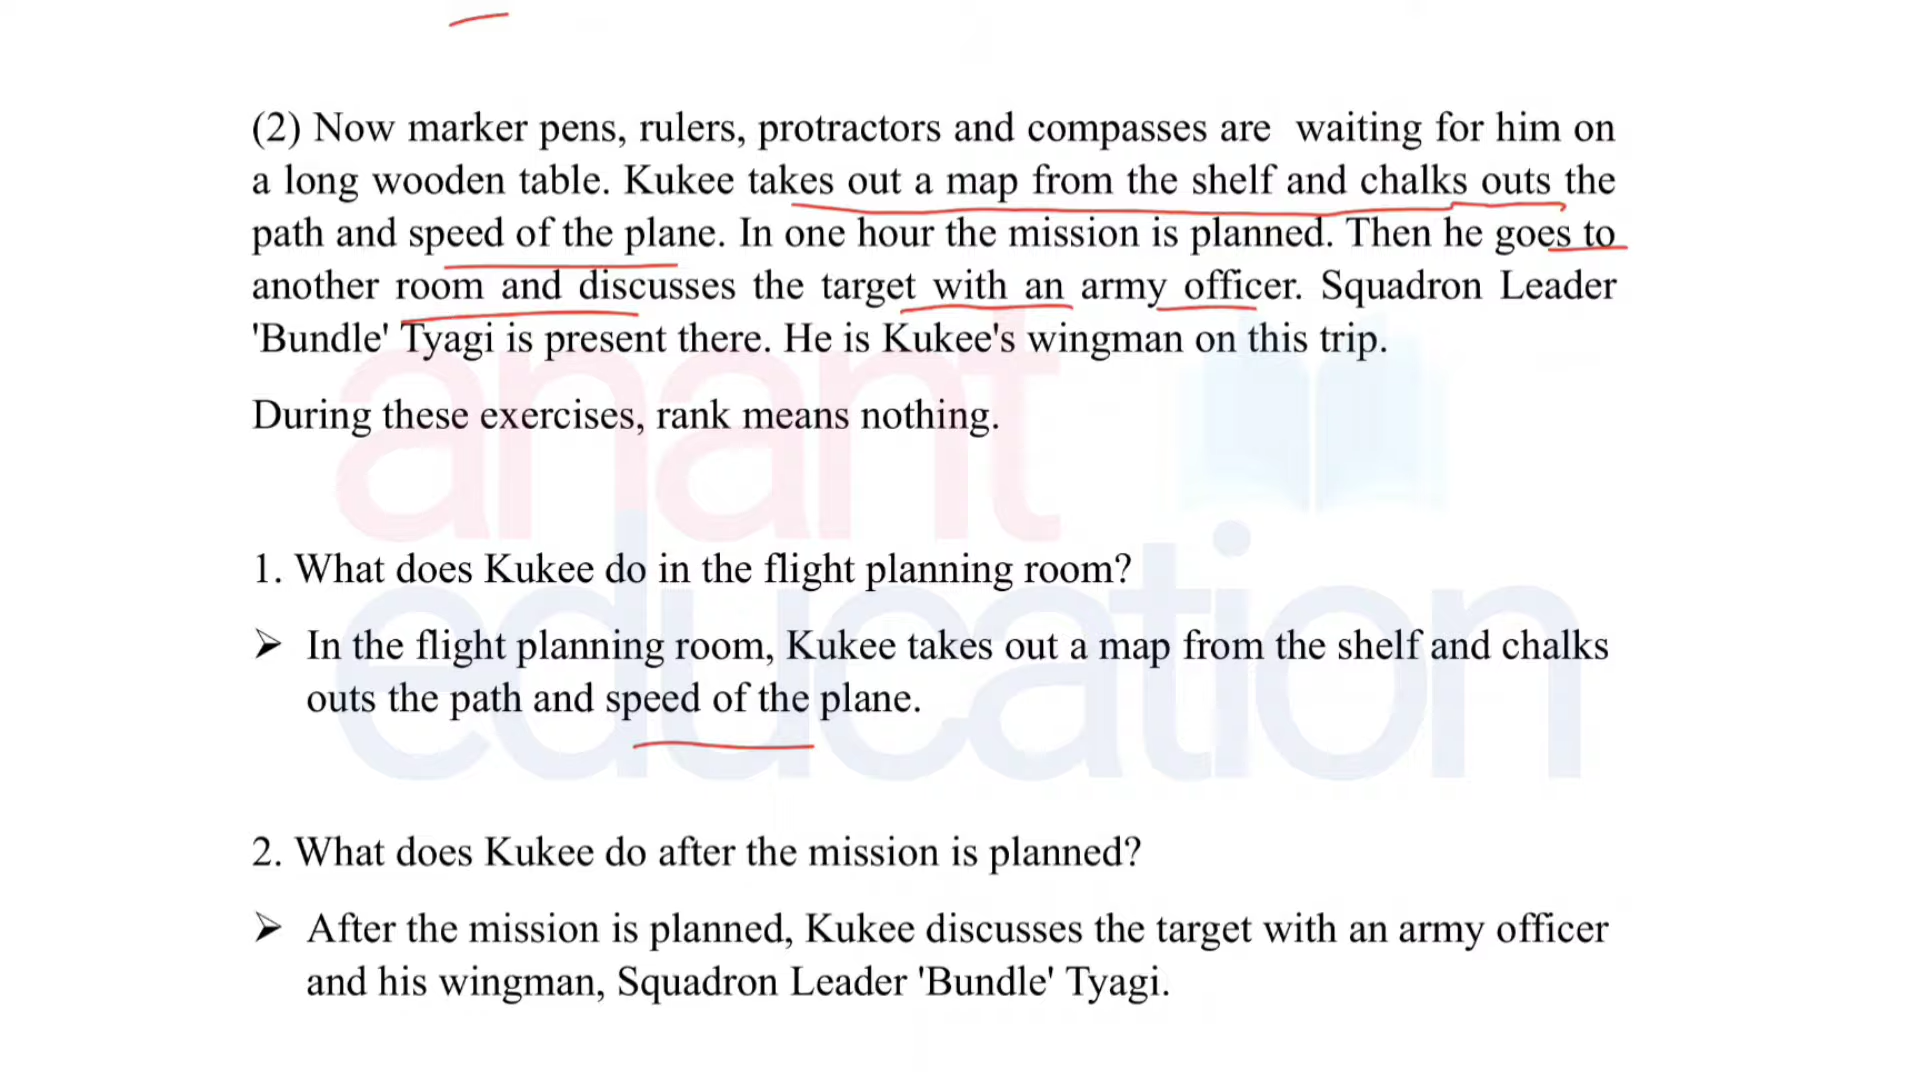 (2) Now marker pens, rulers, protractors and compasses are waiting for him on
a long wooden table. Kukee takes out a map from the shelf and chalks outs the
path and speed of the plane. In one hour the mission is planned. Then he goes to
another room and discusses the target with an army officer. Squadron Leader
'Bundle' Tyagi is present there. He is Kukee's wingman on this trip.
During these exercises, rank means nothing.
anant
education
1. What does Kukee do in the flight planning room?
➢ In the flight planning room, Kukee takes out a map from the shelf and chalks
outs the path and speed of the plane.
2. What does Kukee do after the mission is planned?
➢ After the mission is planned, Kukee discusses the target with an army officer
and his wingman, Squadron Leader 'Bundle' Tyagi.